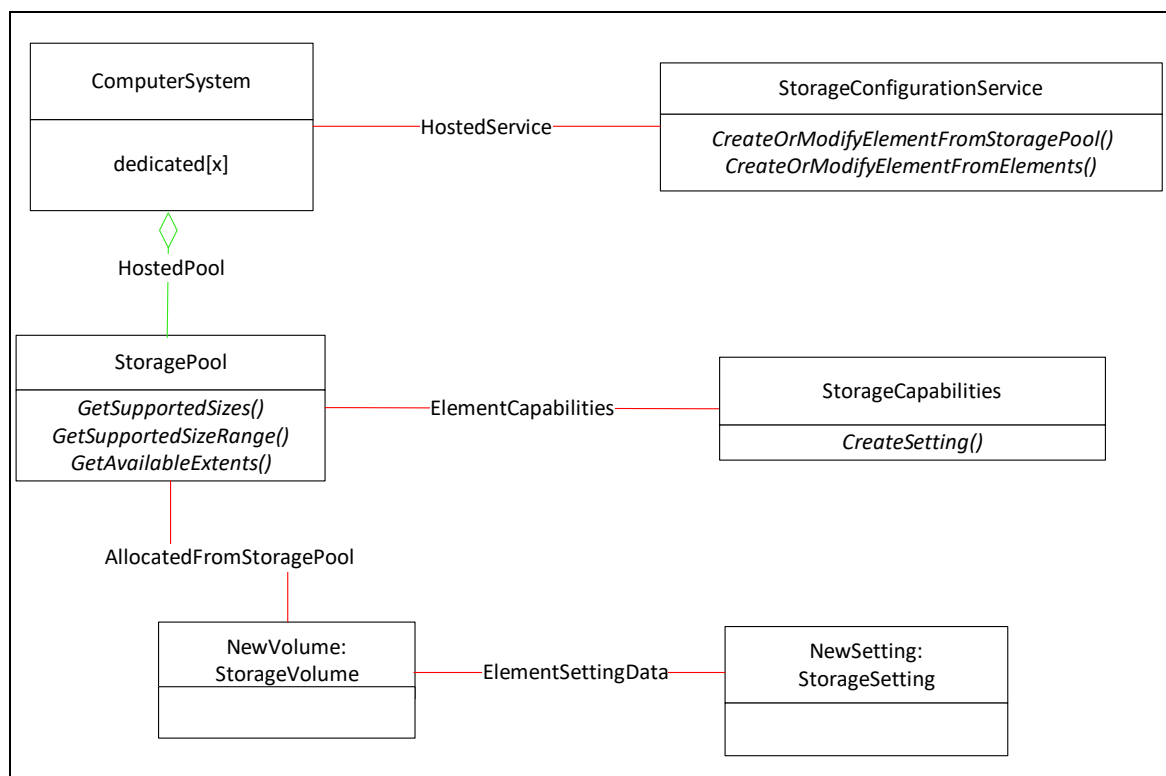 ComputerSystem
dedicated[x]
HostedService
StorageConfigurationService
CreateOrModifyElementFromStoragePool()
CreateOrModifyElementFromElements()
HostedPool
StoragePool
GetSupportedSizes()
GetSupportedSizeRange()
GetAvailableExtents()
ElementCapabilities
StorageCapabilities
CreateSetting()
AllocatedFromStoragePool
NewVolume:
StorageVolume
ElementSettingData
NewSetting:
StorageSetting